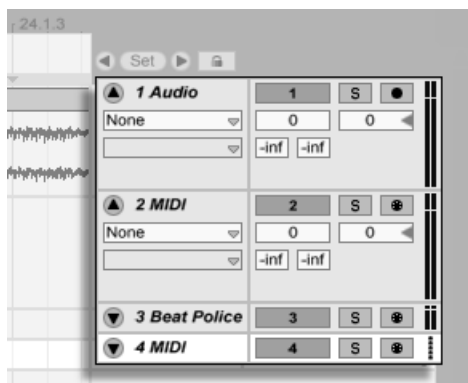 24.1.3
Set
1 Audio 1 S
None 0 0
-inf -inf
2 MIDI 2 S
None 0 0
-inf -inf
3 Beat Police 3 S
4 MIDI 4 S